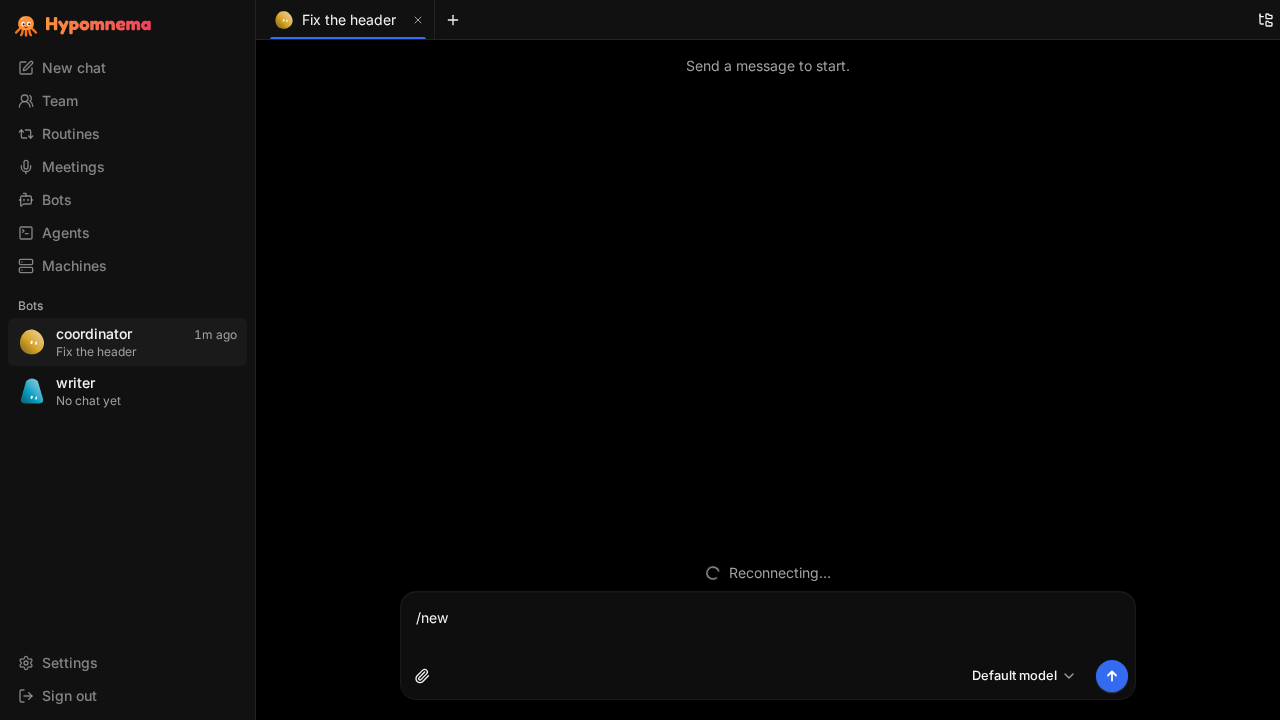 Hypomnema
New chat
Team
Routines
Meetings
Bots
Agents
Machines
Bots
coordinator
1m ago
Fix the header
writer
No chat yet
Settings
Sign out
Fix the header
Send a message to start.
Reconnecting...
/new
Default model